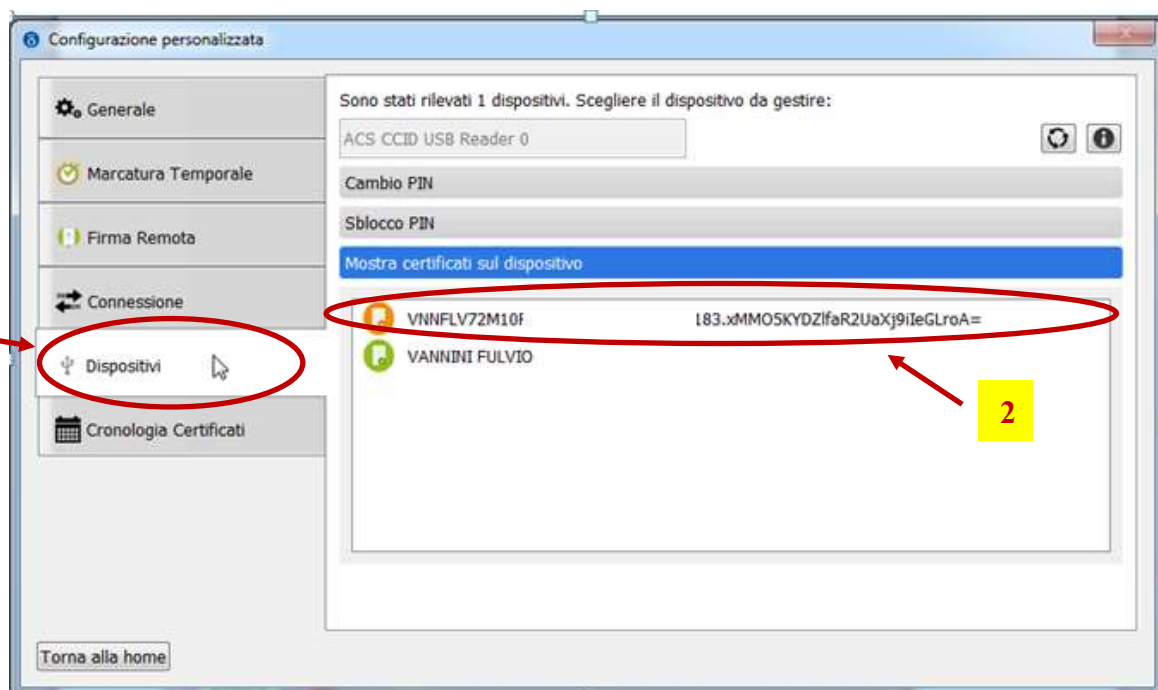 Configurazione personalizzata
Generale
Marcatura Temporale
Firma Remota
Connessione
Dispositivi
Cronologia Certificati
Sono stati rilevati 1 dispositivi. Scegliere il dispositivo da gestire:
ACS CCID USB Reader 0
Cambio PIN
Sblocco PIN
Mostra certificati sul dispositivo
VNNFLV72M10F 183.xMMO5KYDZlfaR2UaXj9iIeGLroA=
VANNINI FULVIO
2
Torna alla home